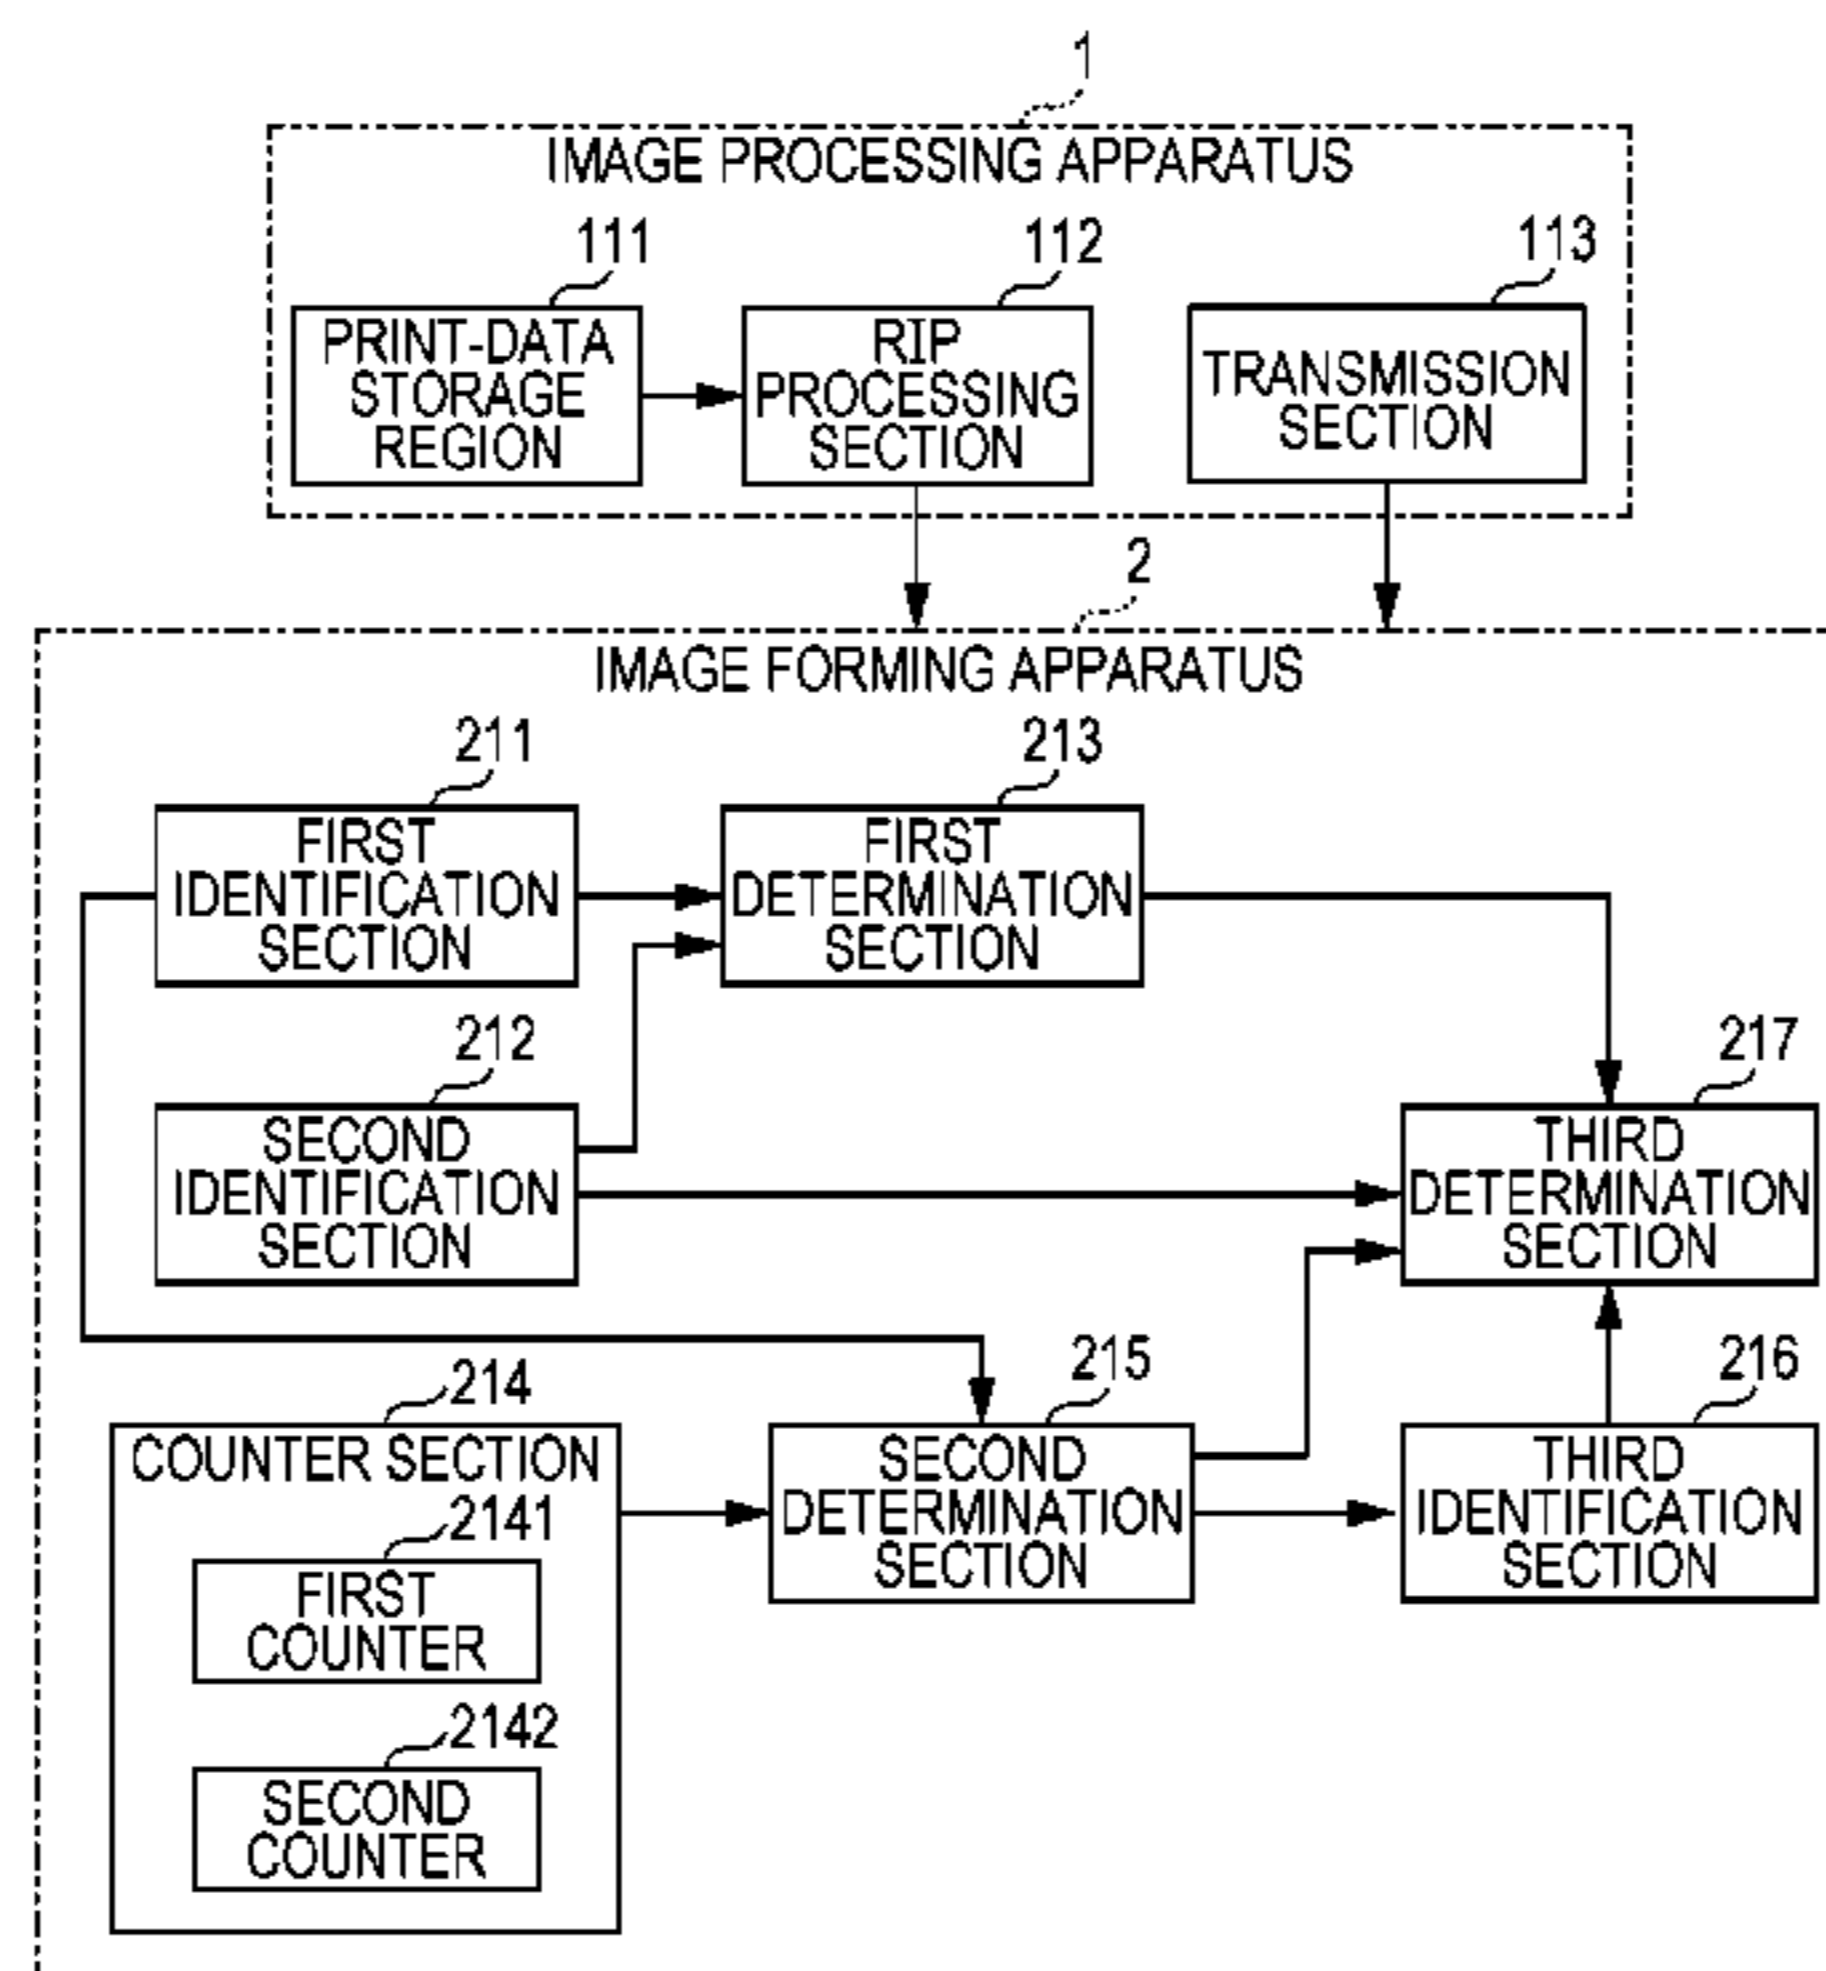 1
IMAGE PROCESSING APPARATUS
111
112
113
PRINT-DATA
STORAGE
REGION
RIP
PROCESSING
SECTION
TRANSMISSION
SECTION
2
IMAGE FORMING APPARATUS
211
213
FIRST
IDENTIFICATION
SECTION
FIRST
DETERMINATION
SECTION
212
217
SECOND
IDENTIFICATION
SECTION
THIRD
DETERMINATION
SECTION
214
215
216
COUNTER SECTION
SECOND
DETERMINATION
SECTION
THIRD
IDENTIFICATION
SECTION
2141
FIRST
COUNTER
2142
SECOND
COUNTER